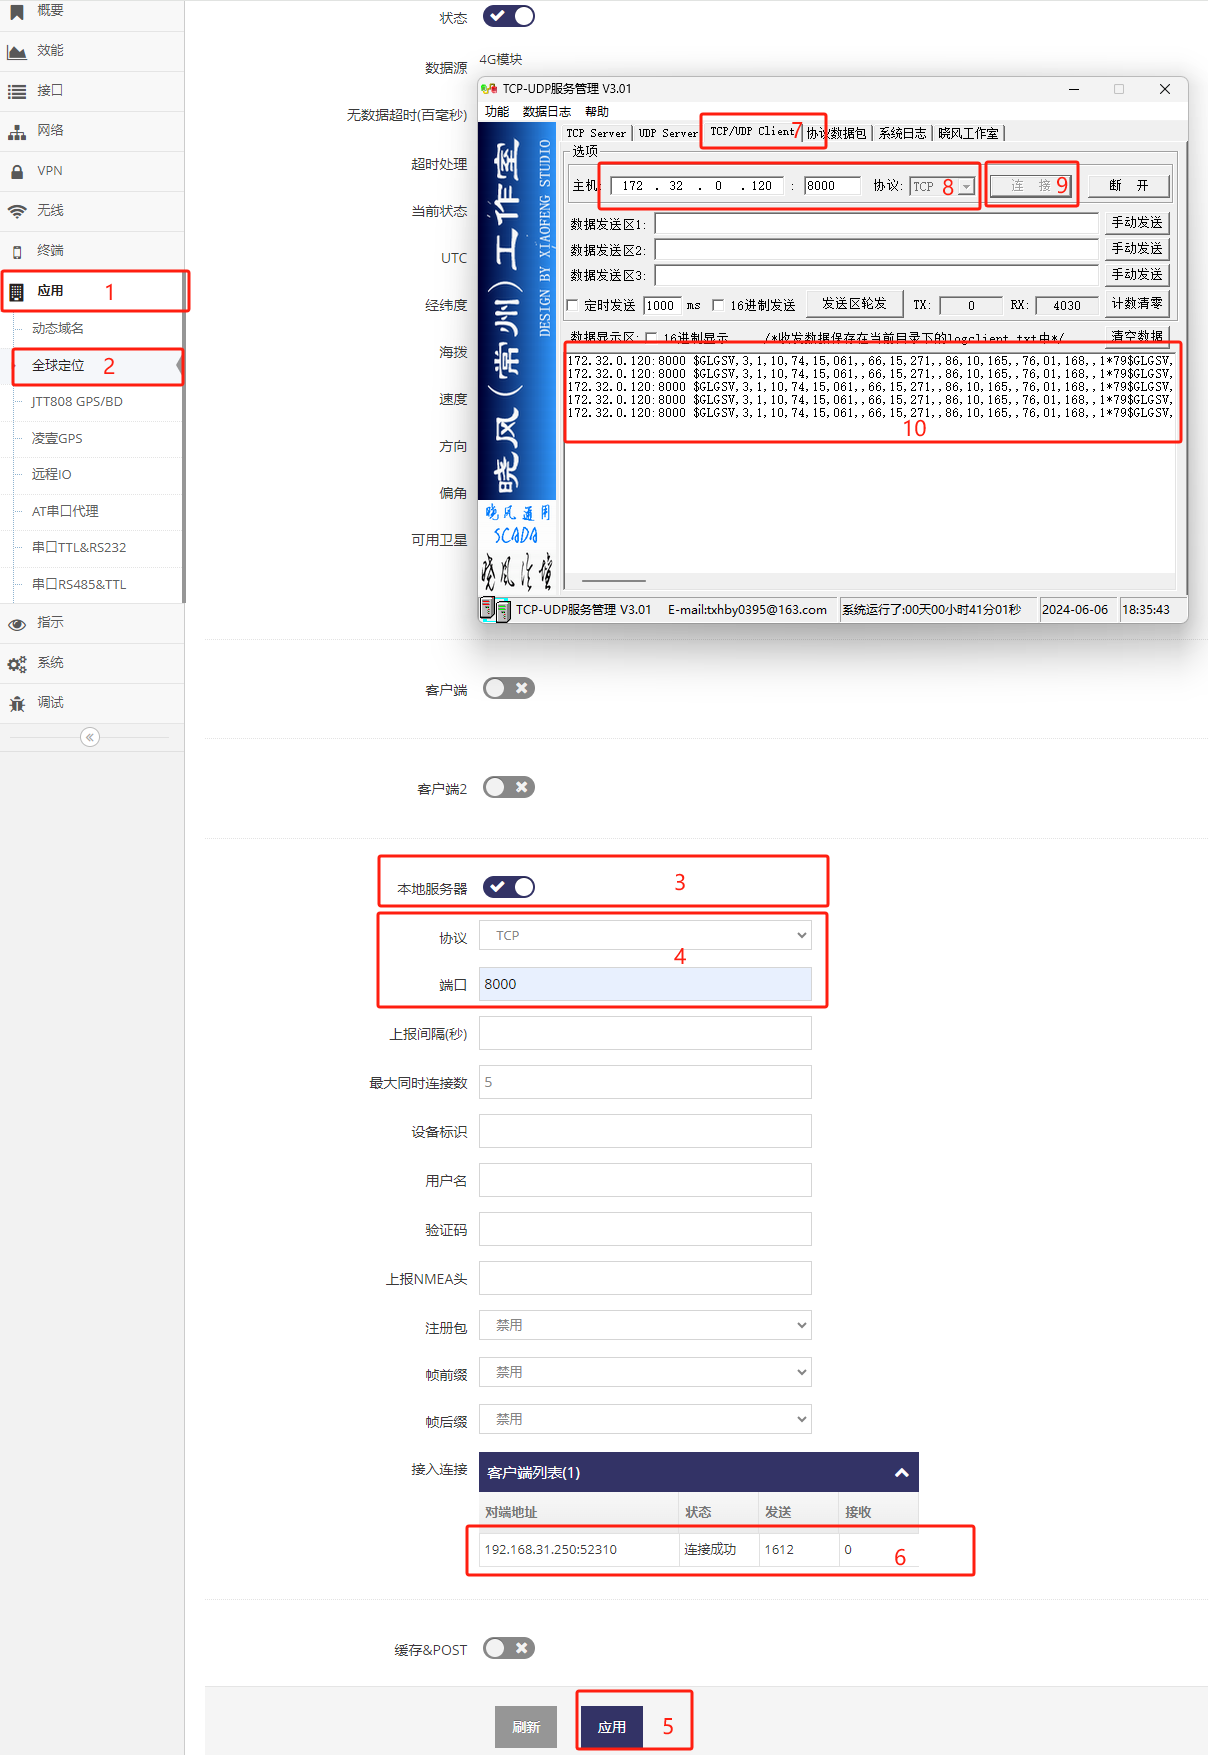 概要
效能
接口
网络
VPN
无线
终端
应用 1
动态域名
全球定位 2
JTT808 GPS/BD
凌壹GPS
远程IO
AT串口代理
串口TTL&RS232
串口RS485&TTL
指示
系统
调试
状态
数据源 4G模块
无数据超时(百毫秒)
超时处理
当前状态
UTC
经纬度
海拨
速度
方向
偏角
可用卫星
TCP-UDP服务管理 V3.01
功能 数据日志 帮助
TCP Server UDP Server TCP/UDP Client 7 协议数据包 系统日志 晓风工作室
选项
主机: 172 . 32 . 0 .120 : 8000 协议: TCP 8 连 接 9 断 开
数据发送区1: 手动发送
数据发送区2: 手动发送
数据发送区3: 手动发送
定时发送 1000 ms 16进制发送 发送区轮发 TX: 0 RX: 4030 计数清零
数据显示区: 16进制显示 /*收发数据保存在当前目录下的logclient.txt中*/ 清空数据
172.32.0.120:8000 $GLGSV,3,1,10,74,15,061,,66,15,271,,86,10,165,,76,01,168,,1*79$GLGSV,
172.32.0.120:8000 $GLGSV,3,1,10,74,15,061,,66,15,271,,86,10,165,,76,01,168,,1*79$GLGSV,
172.32.0.120:8000 $GLGSV,3,1,10,74,15,061,,66,15,271,,86,10,165,,76,01,168,,1*79$GLGSV,
172.32.0.120:8000 $GLGSV,3,1,10,74,15,061,,66,15,271,,86,10,165,,76,01,168,,1*79$GLGSV,
172.32.0.120:8000 $GLGSV,3,1,10,74,15,061,,66,15,271,,86,10,165,,76,01,168,,1*79$GLGSV,
10
晓风(常州)工作室
DESIGN BY XIAOFENG STUDIO
晓风通用
SCADA
晓风论坛
TCP-UDP服务管理 V3.01 E-mail:txhby0395@163.com 系统运行了:00天00小时41分01秒 2024-06-06 18:35:43
客户端
客户端2
本地服务器 3
协议 TCP
4
端口 8000
上报间隔(秒)
最大同时连接数 5
设备标识
用户名
验证码
上报NMEA头
注册包 禁用
帧前缀 禁用
帧后缀 禁用
接入连接 客户端列表(1)
对端地址 状态 发送 接收
192.168.31.250:52310 连接成功 1612 0 6
缓存&POST
刷新 应用 5